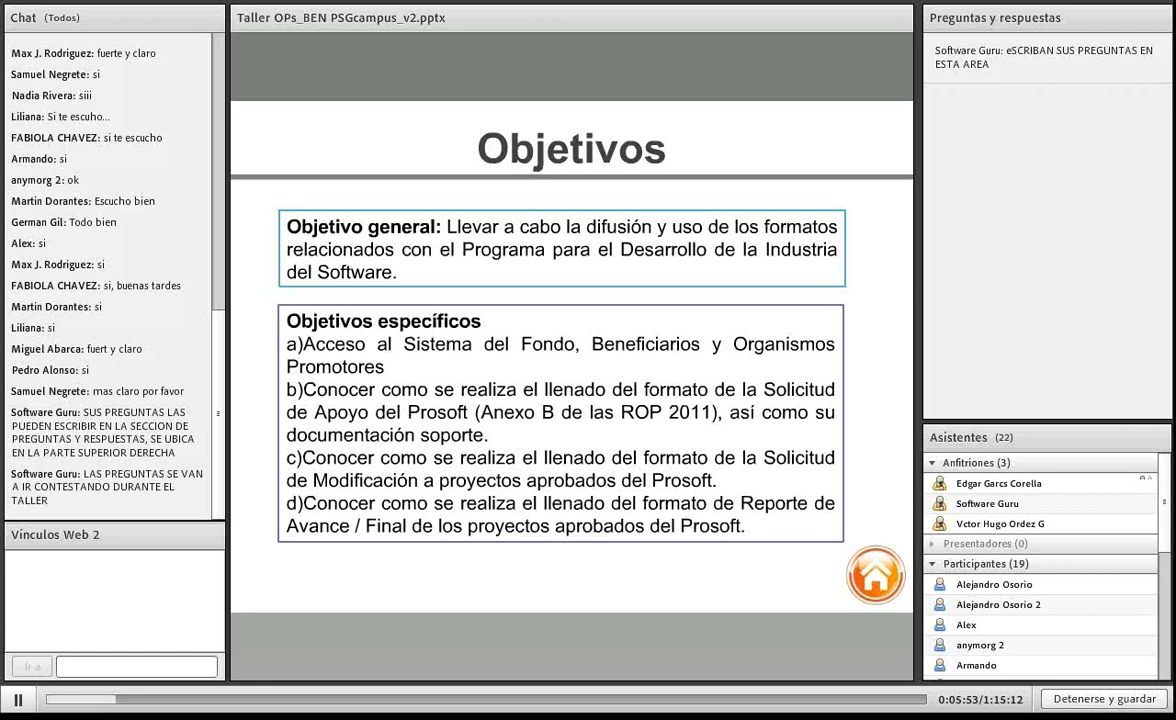 Chat (Todos)
Max J. Rodriguez: fuerte y claro
Samuel Negrete: si
Nadia Rivera: siii
Liliana: Si te escuho...
FABIOLA CHAVEZ: si te escucho
Armando: si
anymorg 2: ok
Martin Dorantes: Escucho bien
German Gil: Todo bien
Alex: si
Max J. Rodriguez: si
FABIOLA CHAVEZ: si, buenas tardes
Martin Dorantes: si
Liliana: si
Miguel Abarca: fuert y claro
Pedro Alonso: si
Samuel Negrete: mas claro por favor
Software Guru: SUS PREGUNTAS LAS
PUEDEN ESCRIBIR EN LA SECCION DE
PREGUNTAS Y RESPUESTAS, SE UBICA
EN LA PARTE SUPERIOR DERECHA
Software Guru: LAS PREGUNTAS SE VAN
A IR CONTESTANDO DURANTE EL
TALLER
Vínculos Web 2
Ir a
Taller OPs_BEN PSGcampus_v2.pptx
Objetivos
Objetivo general: Llevar a cabo la difusión y uso de los formatos
relacionados con el Programa para el Desarrollo de la Industria
del Software.
Objetivos específicos
a)Acceso al Sistema del Fondo, Beneficiarios y Organismos
Promotores
b)Conocer como se realiza el llenado del formato de la Solicitud
de Apoyo del Prosoft (Anexo B de las ROP 2011), así como su
documentación soporte.
c)Conocer como se realiza el llenado del formato de la Solicitud
de Modificación a proyectos aprobados del Prosoft.
d)Conocer como se realiza el llenado del formato de Reporte de
Avance / Final de los proyectos aprobados del Prosoft.
Preguntas y respuestas
Software Guru: eSCRIBAN SUS PREGUNTAS EN
ESTA AREA
Asistentes (22)
Anfitriones (3)
Edgar Garcs Corella
Software Guru
Vctor Hugo Ordez G
Presentadores (0)
Participantes (19)
Alejandro Osorio
Alejandro Osorio 2
Alex
anymorg 2
Armando
0:05:53/1:15:12
Detenerse y guardar